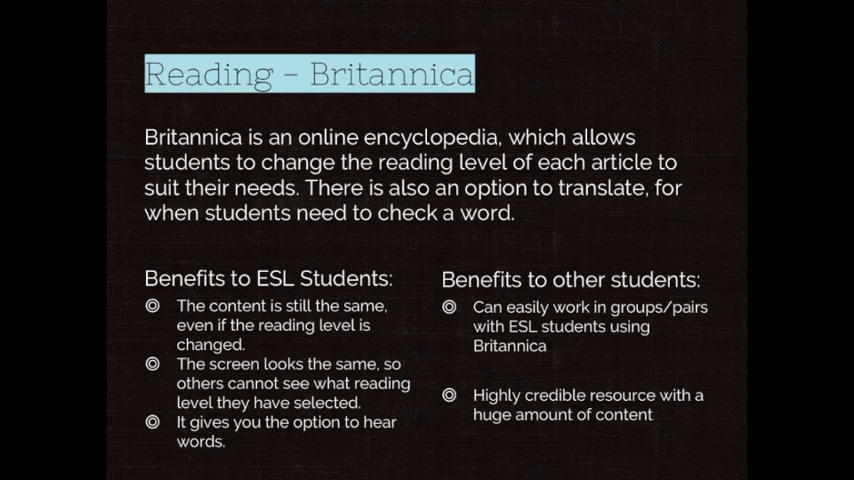 Reading - Britannica
Britannica is an online encyclopedia, which allows
students to change the reading level of each article to
suit their needs. There is also an option to translate, for
when students need to check a word.
Benefits to ESL Students:
The content is still the same,
even if the reading level is
changed.
The screen looks the same, so
others cannot see what reading
level they have selected.
It gives you the option to hear
words.
Benefits to other students:
Can easily work in groups/pairs
with ESL students using
Britannica
Highly credible resource with a
huge amount of content